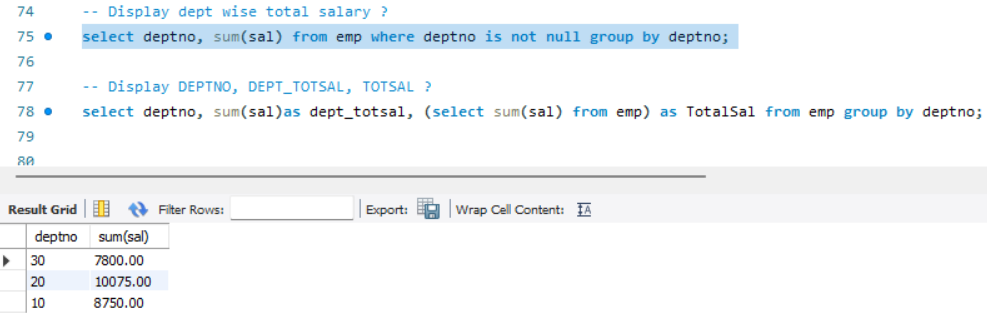 74 -- Display dept wise total salary ?
75 select deptno, sum(sal) from emp where deptno is not null group by deptno;
76
77 -- Display DEPTNO, DEPT_TOTSAL, TOTSAL ?
78 select deptno, sum(sal)as dept_totsal, (select sum(sal) from emp) as TotalSal from emp group by deptno;
79
80
Result Grid Filter Rows: Export: Wrap Cell Content: IA
deptno sum(sal)
30 7800.00
20 10075.00
10 8750.00